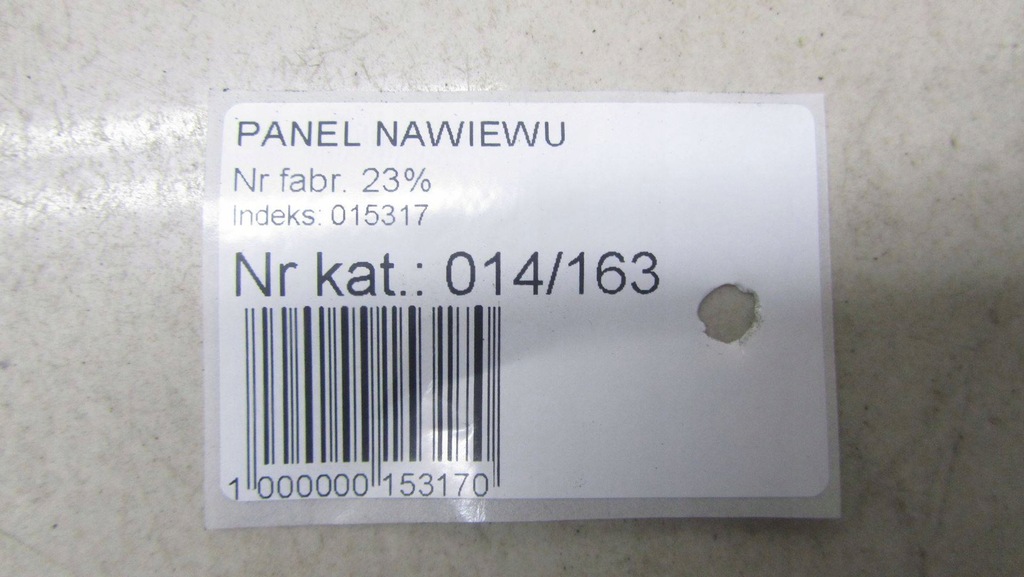 PANEL NAWIEWU
Nr fabr. 23%
Indeks: 015317
Nr kat.: 014/163
1 000000 153170